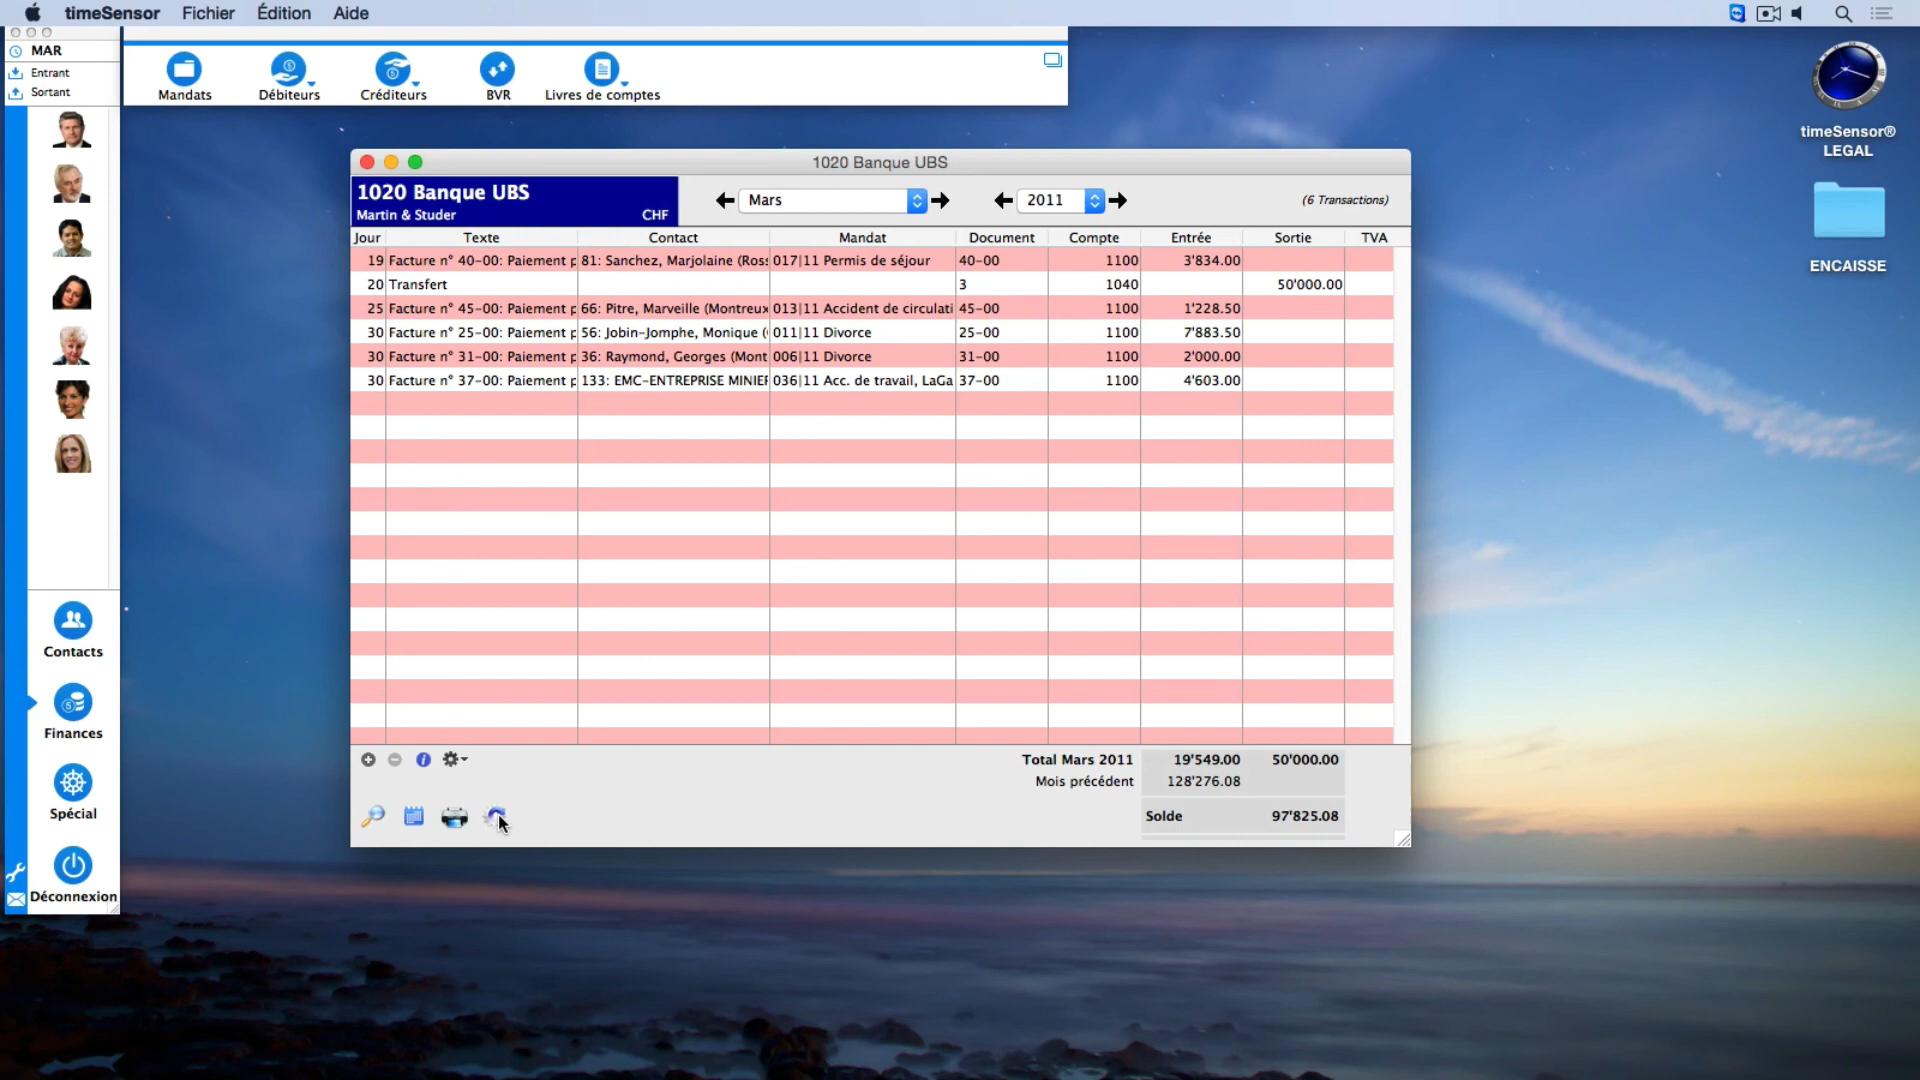 timeSensor Fichier Édition Aide
MAR
Entrant
Sortant
Mandats Débiteurs Créditeurs BVR Livres de comptes
timeSensor®
LEGAL
ENCAISSE
1020 Banque UBS
1020 Banque UBS
Martin & Studer CHF
Mars 2011 (6 Transactions)
Jour Texte Contact Mandat Document Compte Entrée Sortie TVA
19 Facture n° 40-00: Paiement p 81: Sanchez, Marjolaine (Ros 017|11 Permis de séjour 40-00 1100 3'834.00
20 Transfert 3 1040 50'000.00
25 Facture n° 45-00: Paiement p 66: Pitre, Marveille (Montreux 013|11 Accident de circulati 45-00 1100 1'228.50
30 Facture n° 25-00: Paiement p 56: Jobin-Jomphe, Monique ( 011|11 Divorce 25-00 1100 7'883.50
30 Facture n° 31-00: Paiement p 36: Raymond, Georges (Mont 006|11 Divorce 31-00 1100 2'000.00
30 Facture n° 37-00: Paiement p 133: EMC-ENTREPRISE MINIER 036|11 Acc. de travail, LaGa 37-00 1100 4'603.00
Contacts
Finances
Spécial
Déconnexion
Total Mars 2011 19'549.00 50'000.00
Mois précédent 128'276.08
Solde 97'825.08